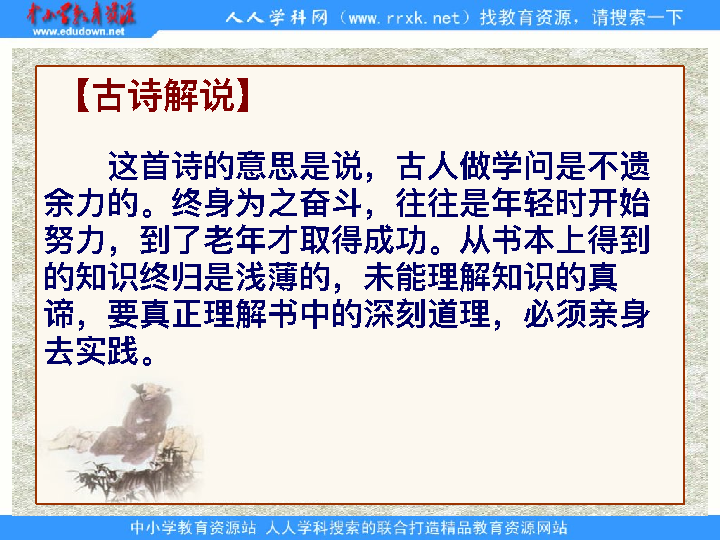 中小学教育资源
www.edudown.net
人人学科网（www.rrxk.net）找教育资源，请搜索一下
【古诗解说】
这首诗的意思是说，古人做学问是不遗
余力的。终身为之奋斗，往往是年轻时开始
努力，到了老年才取得成功。从书本上得到
的知识终归是浅薄的，未能理解知识的真
谛，要真正理解书中的深刻道理，必须亲身
去实践。
中小学教育资源站 人人学科搜索的联合打造精品教育资源网站